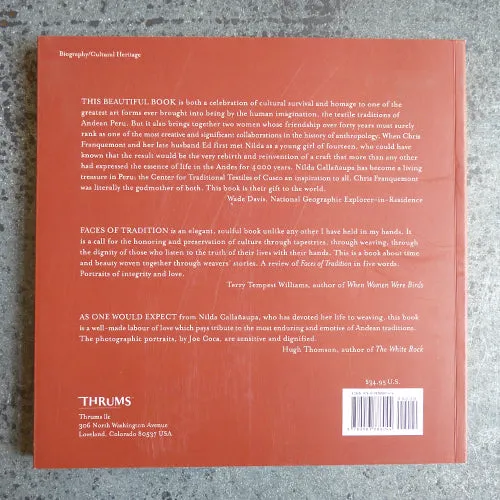 Biography/Cultural Heritage
THIS BEAUTIFUL BOOK is both a celebration of cultural survival and homage to one of the
greatest art forms ever brought into being by the human imagination, the textile traditions of
Andean Peru. But it also brings together two women whose friendship over forty years must surely
rank as one of the most creative and significant collaborations in the history of anthropology. When Chris
Franquemont and her late husband Ed first met Nilda as a young girl of fourteen, who could have
known that the result would be the very rebirth and reinvention of a craft that more than any other
had expressed the essence of life in the Andes for 4000 years. Nilda Callañaupa has become a living
treasure in Peru; the Center for Traditional Textiles of Cusco an inspiration to all. Chris Franquemont
was literally the godmother of both. This book is their gift to the world.
Wade Davis, National Geographic Explorer-in-Residence
FACES OF TRADITION is an elegant, soulful book unlike any other I have held in my hands. It
is a call for the honoring and preservation of culture through tapestries, through weaving, through the
dignity of those who listen to the truth of their lives with their hands. This is a book about time
and beauty woven together through weavers' stories. A review of Faces of Tradition in five words.
Portraits of integrity and love.
Terry Tempest Williams, author of When Women Were Birds
AS ONE WOULD EXPECT from Nilda Callañaupa, who has devoted her life to weaving, this book
is a well-made labour of love which pays tribute to the most enduring and emotive of Andean traditions.
The photographic portraits, by Joe Coca, are sensitive and dignified.
Hugh Thomson, author of The White Rock
$34.95 U.S.
THRUMS
Thrums llc
306 North Washington Avenue
Loveland, Colorado 80537 USA